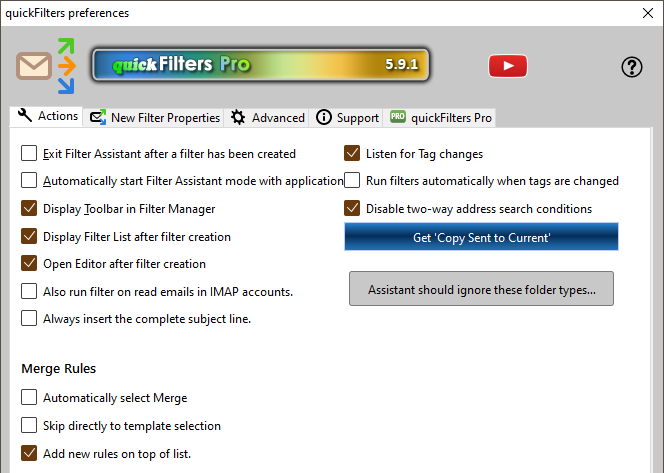 quickFilters preferences
quickFilters Pro 5.9.1
Actions New Filter Properties Advanced Support PRO quickFilters Pro
Exit Filter Assistant after a filter has been created
Automatically start Filter Assistant mode with application
Display Toolbar in Filter Manager
Display Filter List after filter creation
Open Editor after filter creation
Also run filter on read emails in IMAP accounts.
Always insert the complete subject line.
Listen for Tag changes
Run filters automatically when tags are changed
Disable two-way address search conditions
Get 'Copy Sent to Current'
Assistant should ignore these folder types...
Merge Rules
Automatically select Merge
Skip directly to template selection
Add new rules on top of list.